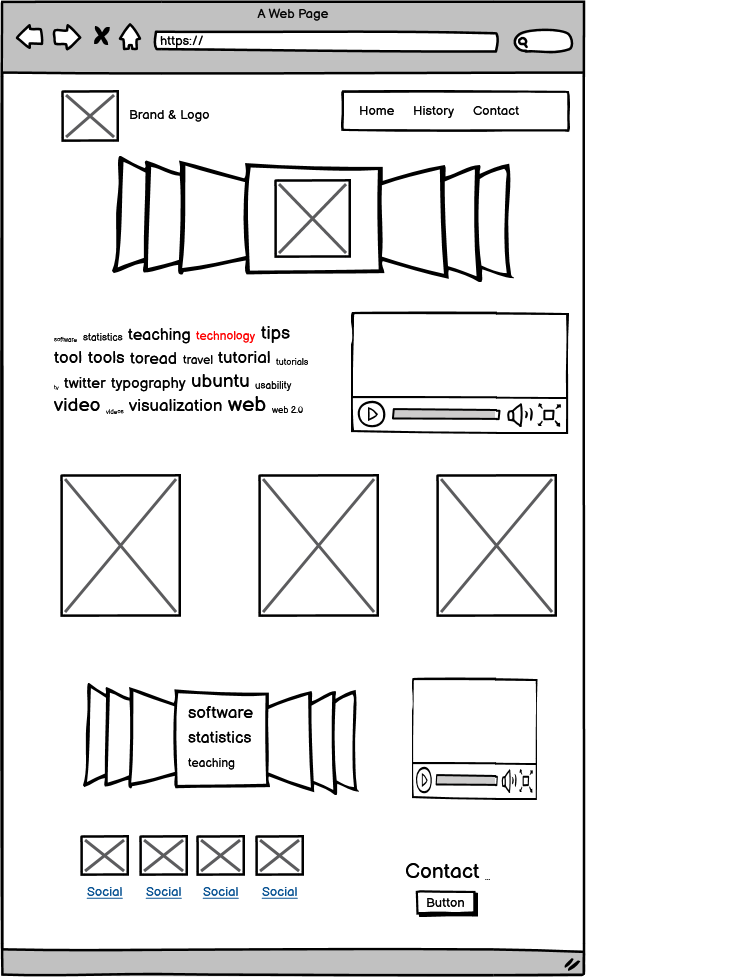 A Web Page
https://
Brand & Logo
Home History Contact
software statistics teaching technology tips
tool tools toread travel tutorial tutorials
tv twitter typography ubuntu usability
video videos visualization web web 2.0
software
statistics
teaching
Social Social Social Social
Contact ...
Button